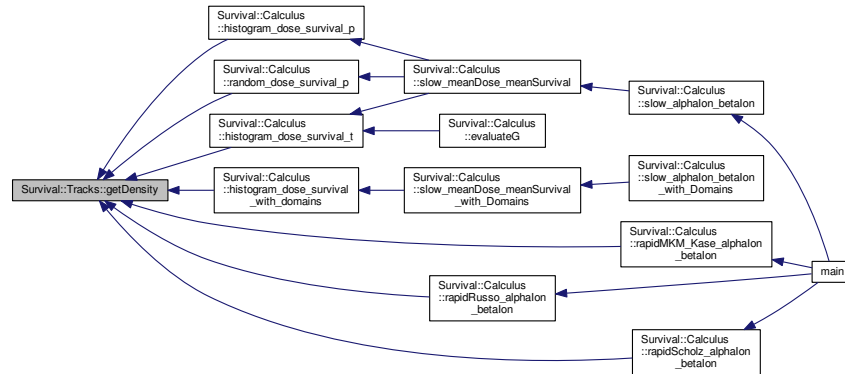 Survival::Calculus
::histogram_dose_survival_p
Survival::Calculus
::random_dose_survival_p
Survival::Calculus
::slow_meanDose_meanSurvival
Survival::Calculus
::slow_alphaIon_betaIon
Survival::Calculus
::histogram_dose_survival_t
Survival::Calculus
::evaluateG
Survival::Tracks::getDensity
Survival::Calculus
::histogram_dose_survival
_with_domains
Survival::Calculus
::slow_meanDose_meanSurvival
_with_Domains
Survival::Calculus
::slow_alphaIon_betaIon
_with_Domains
Survival::Calculus
::rapidMKM_Kase_alphaIon
_betaIon
main
Survival::Calculus
::rapidRusso_alphaIon
_betaIon
Survival::Calculus
::rapidScholz_alphaIon
_betaIon